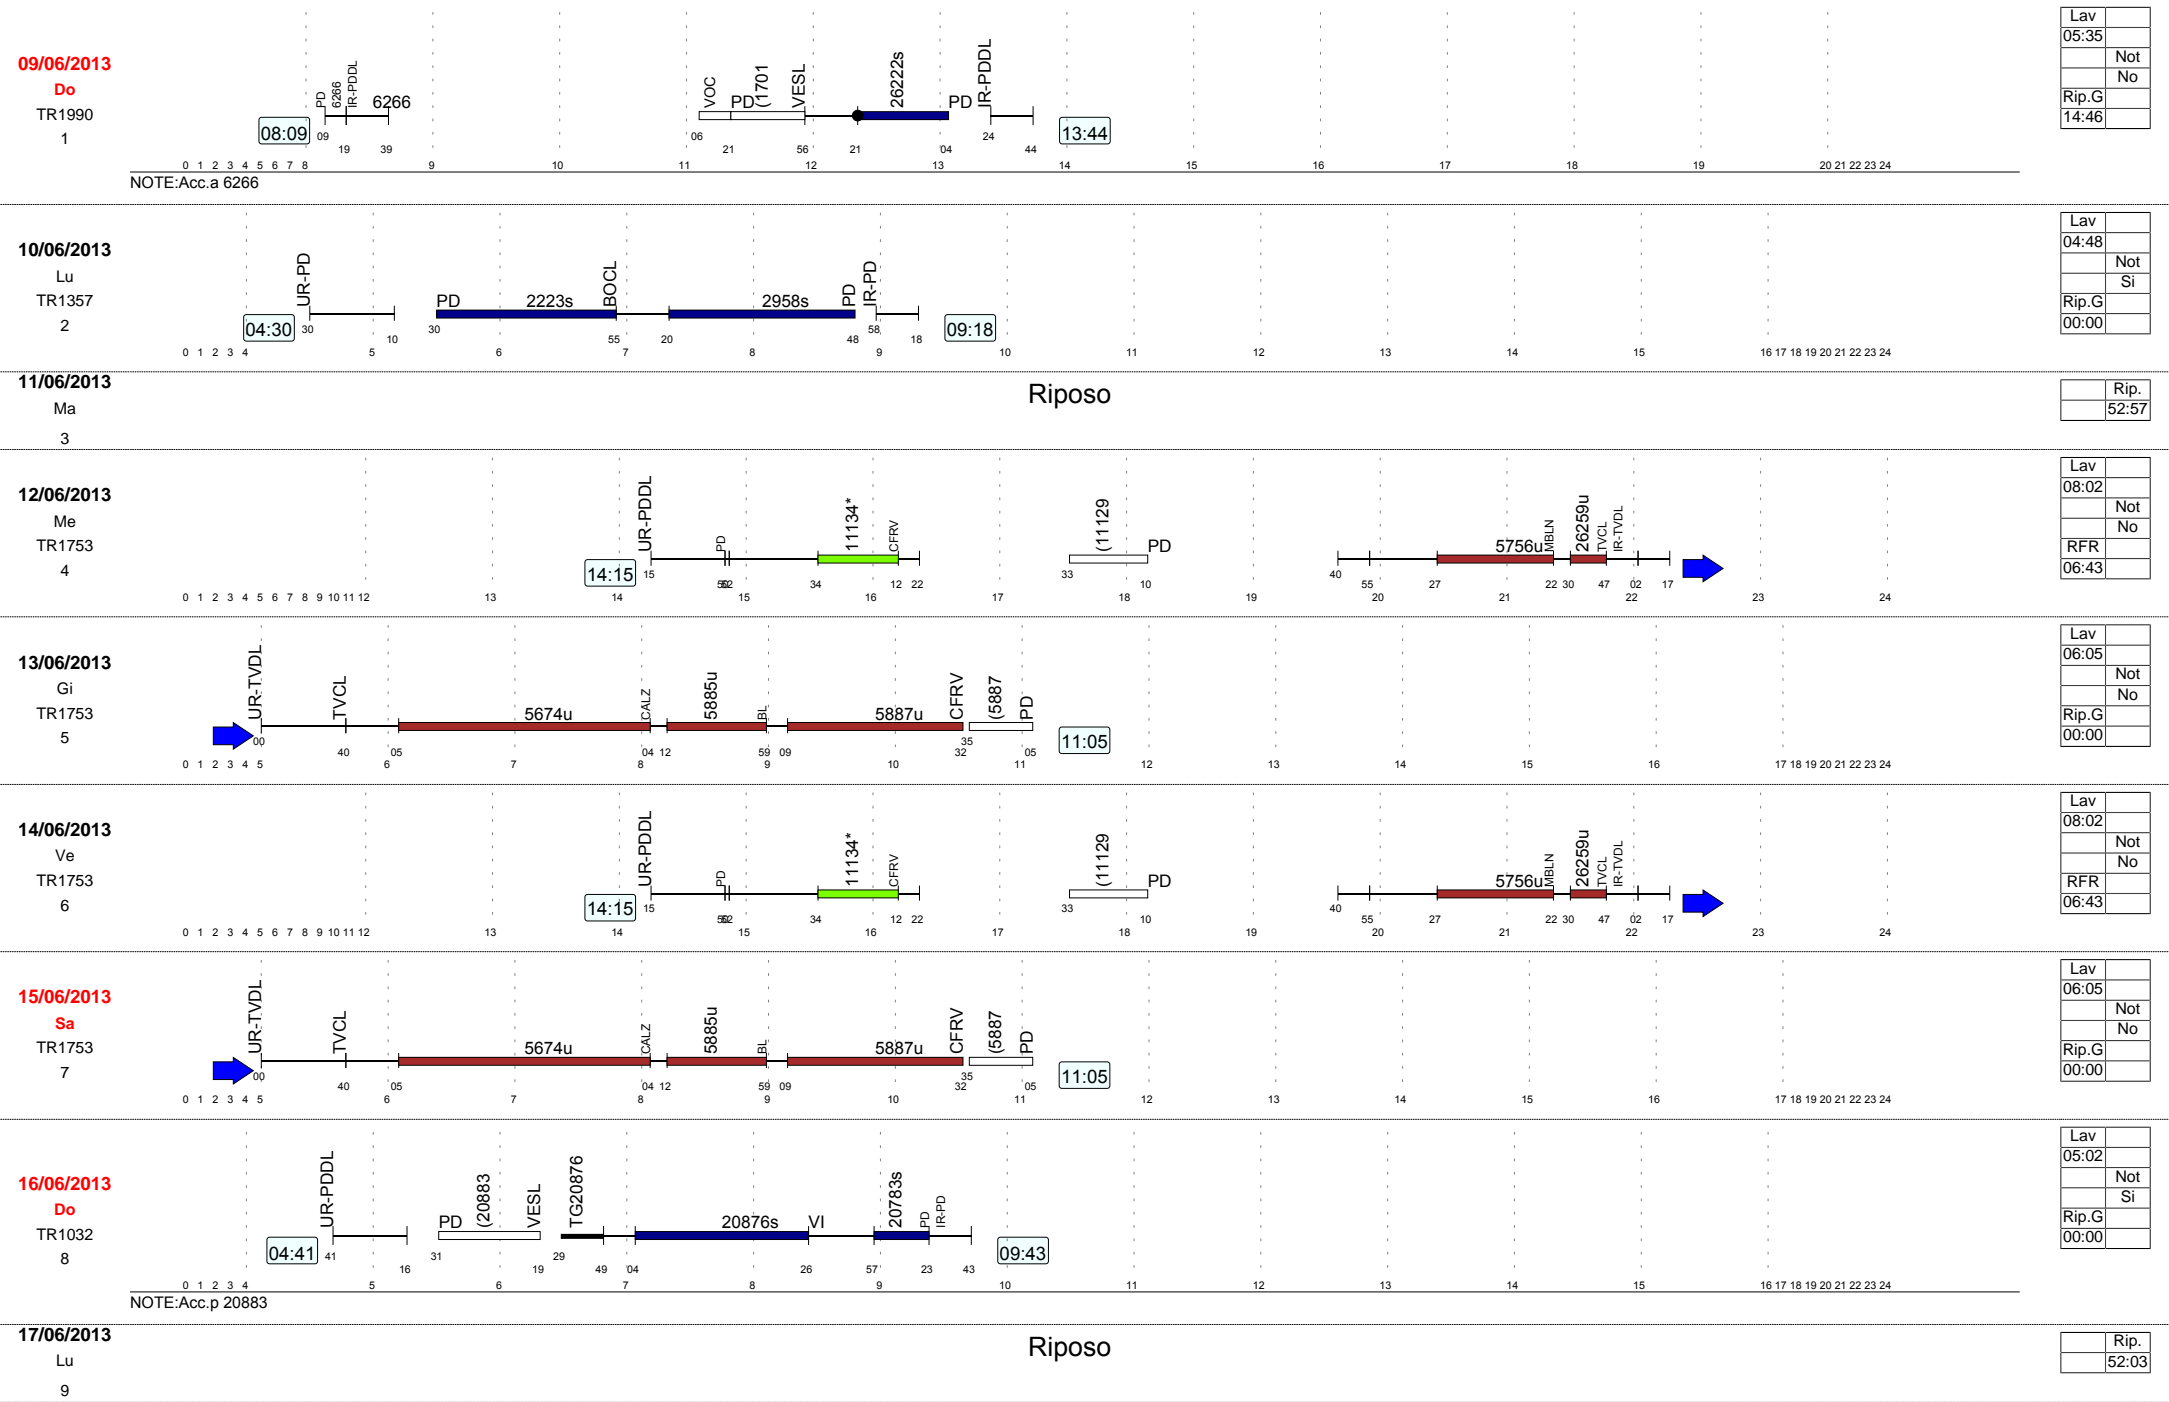 09/06/2013
Do
TR1990
1
08:09
PD
6266
IR-PDDL
6266
VOC
PD
(1701
VESL
26222s
PD
IR-PDDL
13:44
09 19 39 06 21 56 21 04 24 44
0 1 2 3 4 5 6 7 8 9 10 11 12 13 14 15 16 17 18 19 20 21 22 23 24
NOTE:Acc.a 6266
Lav
05:35
Not
No
Rip.G
14:46
10/06/2013
Lu
TR1357
2
04:30
UR-PD
PD
2223s
BOCL
2958s
PD
IR-PD
09:18
30 10 30 55 20 48 58 18
0 1 2 3 4 5 6 7 8 9 10 11 12 13 14 15 16 17 18 19 20 21 22 23 24
Lav
04:48
Not
Si
Rip.G
00:00
11/06/2013
Ma
3
Riposo
Rip.
52:57
12/06/2013
Me
TR1753
4
14:15
UR-PDDL
PD
11134*
CFRV
(11129
PD
5756u
MBLN
26259u
TVCL
IR-TVDL
15 52 34 12 22 33 10 40 55 27 22 30 47 02 17
0 1 2 3 4 5 6 7 8 9 10 11 12 13 14 15 16 17 18 19 20 21 22 23 24
Lav
08:02
Not
No
RFR
06:43
13/06/2013
Gi
TR1753
5
UR-TVDL
TVCL
5674u
CALZ
5885u
BL
5887u
CFRV
(5887
PD
11:05
00 40 05 04 12 59 09 32 35 05
0 1 2 3 4 5 6 7 8 9 10 11 12 13 14 15 16 17 18 19 20 21 22 23 24
Lav
06:05
Not
No
Rip.G
00:00
14/06/2013
Ve
TR1753
6
14:15
UR-PDDL
PD
11134*
CFRV
(11129
PD
5756u
MBLN
26259u
TVCL
IR-TVDL
15 52 34 12 22 33 10 40 55 27 22 30 47 02 17
0 1 2 3 4 5 6 7 8 9 10 11 12 13 14 15 16 17 18 19 20 21 22 23 24
Lav
08:02
Not
No
RFR
06:43
15/06/2013
Sa
TR1753
7
UR-TVDL
TVCL
5674u
CALZ
5885u
BL
5887u
CFRV
(5887
PD
11:05
00 40 05 04 12 59 09 32 35 05
0 1 2 3 4 5 6 7 8 9 10 11 12 13 14 15 16 17 18 19 20 21 22 23 24
Lav
06:05
Not
No
Rip.G
00:00
16/06/2013
Do
TR1032
8
04:41
UR-PDDL
PD
(20883
VESL
TG20876
20876s
VI
20783s
PD
IR-PD
09:43
41 16 31 19 29 49 04 26 57 23 43
0 1 2 3 4 5 6 7 8 9 10 11 12 13 14 15 16 17 18 19 20 21 22 23 24
NOTE:Acc.p 20883
Lav
05:02
Not
Si
Rip.G
00:00
17/06/2013
Lu
9
Riposo
Rip.
52:03